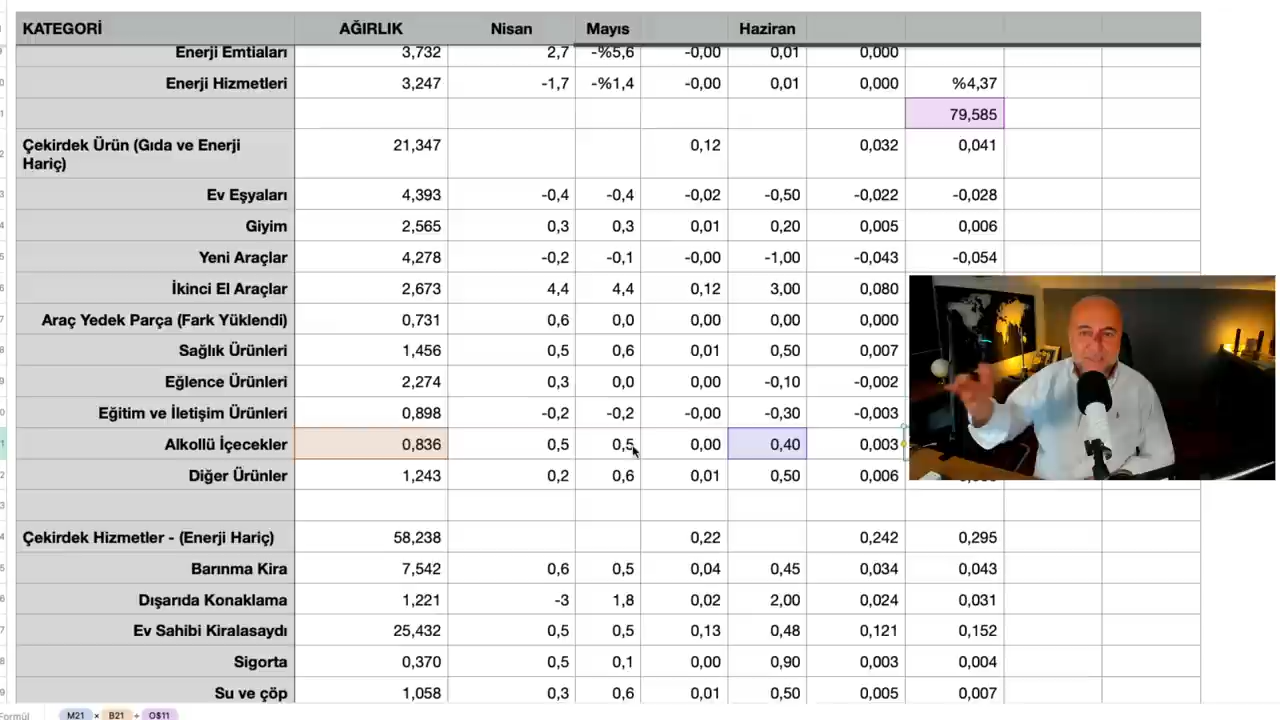 KATEGORİ AĞIRLIK Nisan Mayıs Haziran
Enerji Emtiaları 3,732 2,7 -%5,6 -0,00 0,01 0,000
Enerji Hizmetleri 3,247 -1,7 -%1,4 -0,00 0,01 0,000 %4,37
79,585
Çekirdek Ürün (Gıda ve Enerji 21,347 0,12 0,032 0,041
Hariç)
Ev Eşyaları 4,393 -0,4 -0,4 -0,02 -0,50 -0,022 -0,028
Giyim 2,565 0,3 0,3 0,01 0,20 0,005 0,006
Yeni Araçlar 4,278 -0,2 -0,1 -0,00 -1,00 -0,043 -0,054
İkinci El Araçlar 2,673 4,4 4,4 0,12 3,00 0,080
Araç Yedek Parça (Fark Yüklendi) 0,731 0,6 0,0 0,00 0,00 0,000
Sağlık Ürünleri 1,456 0,5 0,6 0,01 0,50 0,007
Eğlence Ürünleri 2,274 0,3 0,0 0,00 -0,10 -0,002
Eğitim ve İletişim Ürünleri 0,898 -0,2 -0,2 -0,00 -0,30 -0,003
Alkollü İçecekler 0,836 0,5 0,5 0,00 0,40 0,003
Diğer Ürünler 1,243 0,2 0,6 0,01 0,50 0,006
Çekirdek Hizmetler - (Enerji Hariç) 58,238 0,22 0,242 0,295
Barınma Kira 7,542 0,6 0,5 0,04 0,45 0,034 0,043
Dışarıda Konaklama 1,221 -3 1,8 0,02 2,00 0,024 0,031
Ev Sahibi Kiralasaydı 25,432 0,5 0,5 0,13 0,48 0,121 0,152
Sigorta 0,370 0,5 0,1 0,00 0,90 0,003 0,004
Su ve çöp 1,058 0,3 0,6 0,01 0,50 0,005 0,007
Formül M21 × B21 ÷ O$11